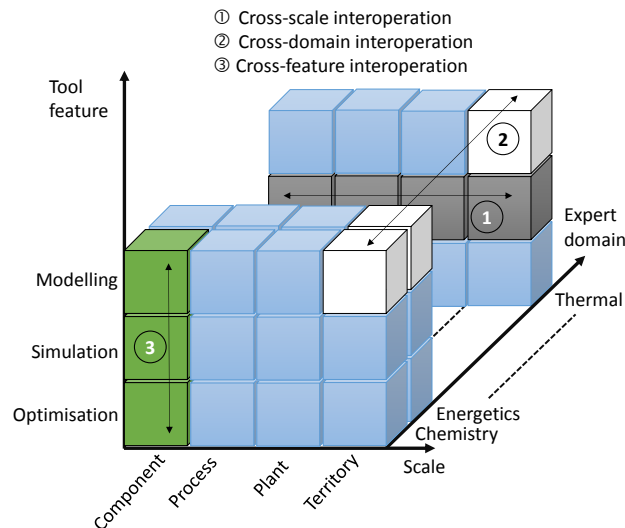 ① Cross-scale interoperation
② Cross-domain interoperation
③ Cross-feature interoperation
Tool
feature
2
1
Expert
domain
Modelling
Thermal
Simulation
3
Optimisation
Energetics
Chemistry
Scale
Component
Process
Plant
Territory